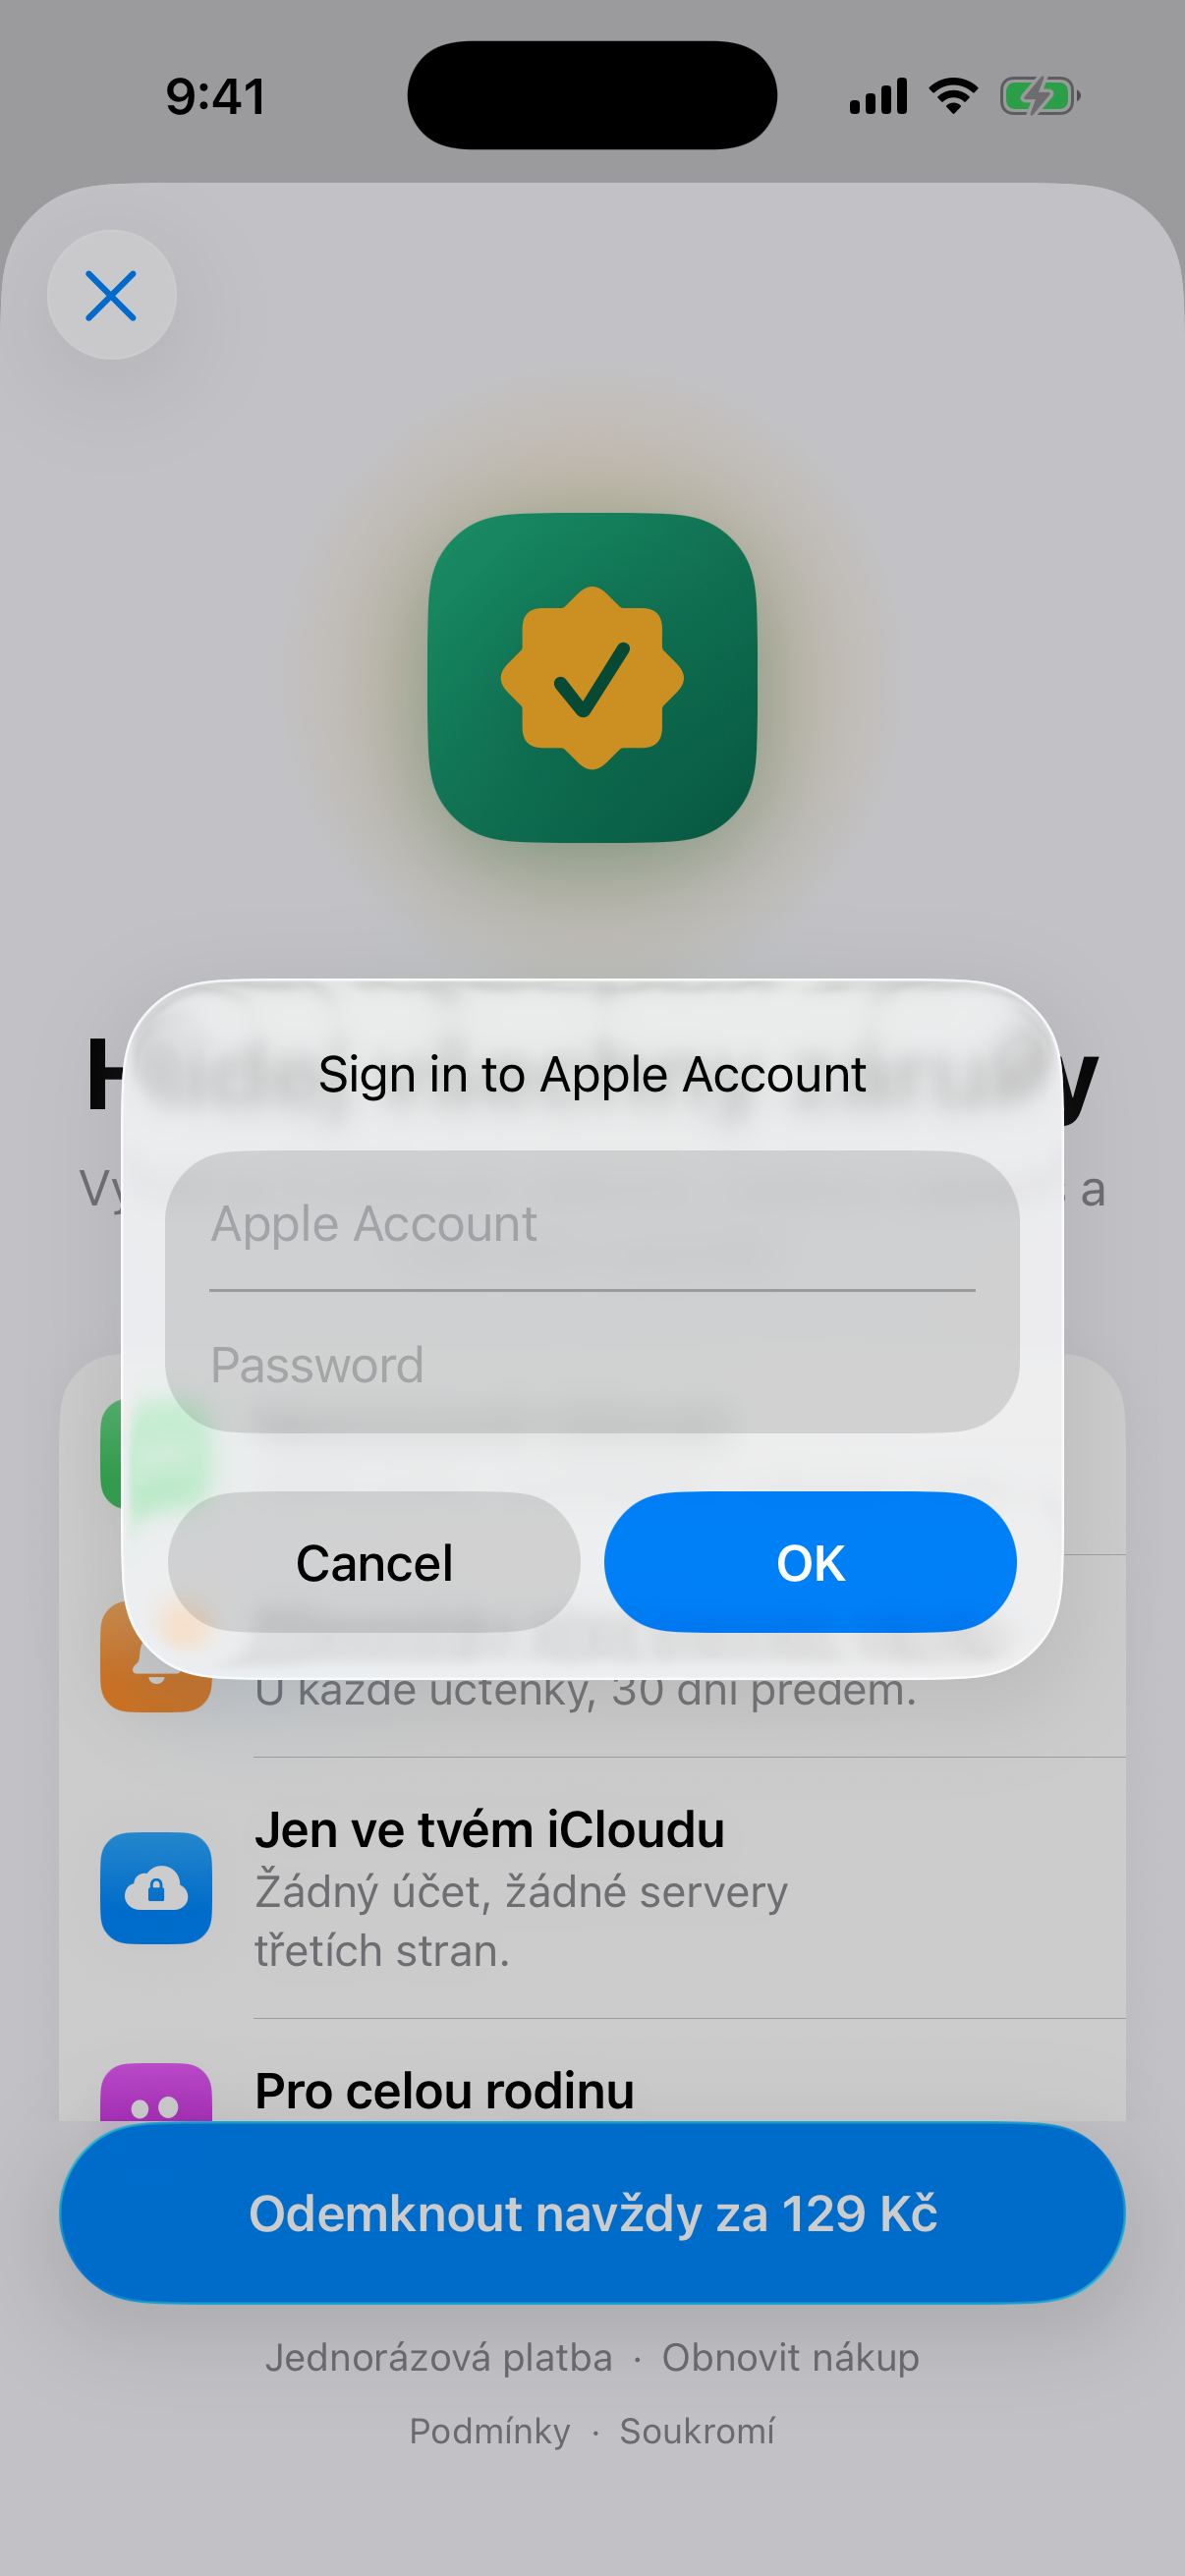 9:41
Sign in to Apple Account
Vy
a
Apple Account
Password
Cancel
OK
U každé účtenky, 30 dní předem.
Jen ve tvém iCloudu
Žádný účet, žádné servery
třetích stran.
Pro celou rodinu
Odemknout navždy za 129 Kč
Jednorázová platba · Obnovit nákup
Podmínky · Soukromí